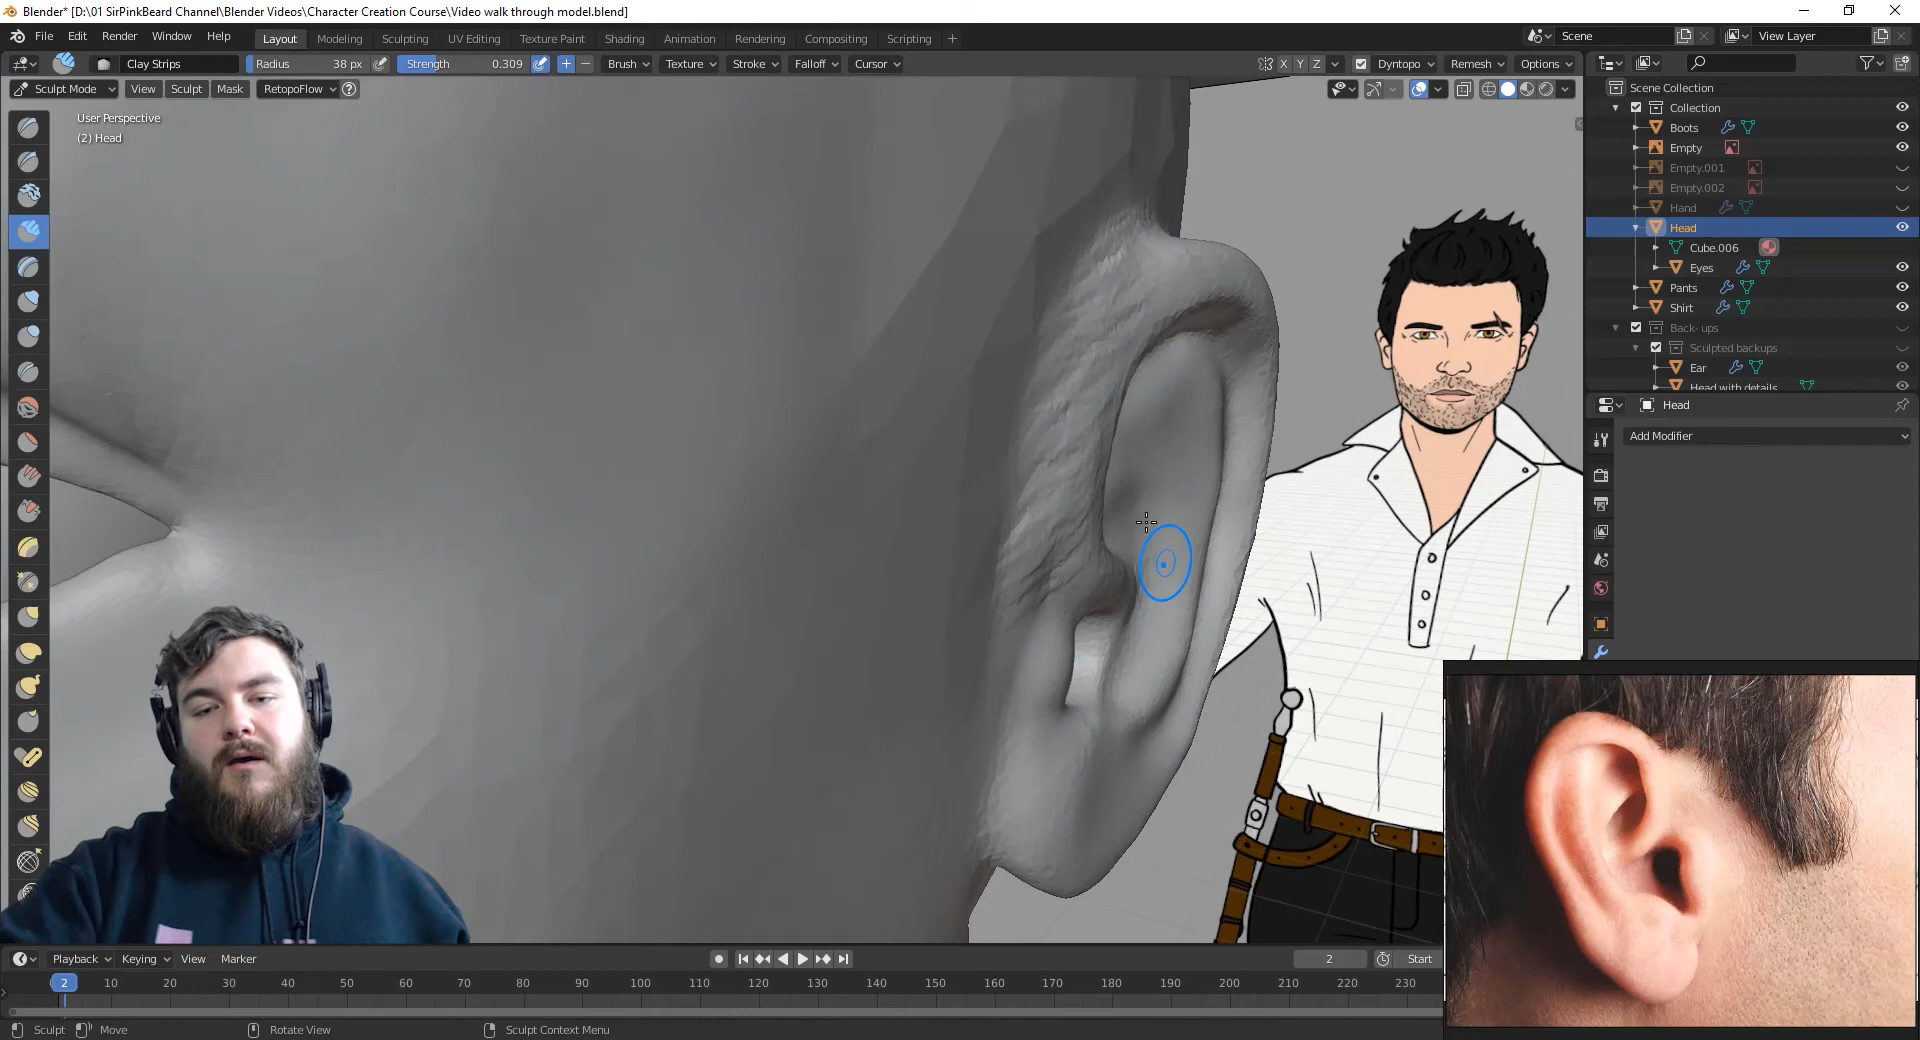 Blender* [D:\01 SirPinkBeard Channel\Blender Videos\Character Creation Course\Video walk through model.blend]
File Edit Render Window Help Layout Modeling Sculpting UV Editing Texture Paint Shading Animation Rendering Compositing Scripting + Scene View Layer
Clay Strips Radius 38 px Strength 0.309 + − Brush Texture Stroke Falloff Cursor X Y Z Dyntopo Remesh Options
Sculpt Mode View Sculpt Mask RetopoFlow ?
User Perspective
(2) Head
Scene Collection
Collection
Boots
Empty
Empty.001
Empty.002
Hand
Head
Cube.006
Eyes
Pants
Shirt
Back-ups
Sculpted backups
Ear
Head with details
Head
Add Modifier
Playback Keying View Marker 2 Start
2 10 20 30 40 50 60 70 80 90 100 110 120 130 140 150 160 170 180 190 200 210 220 230
Sculpt Move Rotate View Sculpt Context Menu